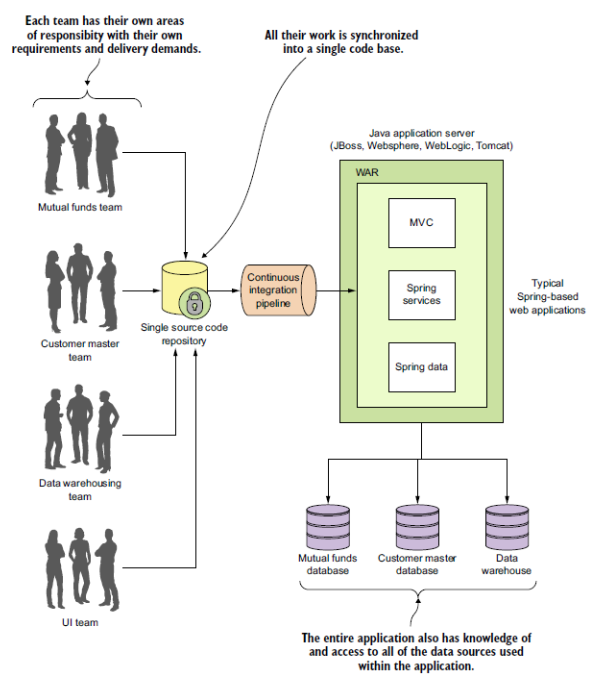 Each team has their own areas
of responsibity with their own
requirements and delivery demands.
All their work is synchronized
into a single code base.
Java application server
(JBoss, Websphere, WebLogic, Tomcat)
WAR
MVC
Mutual funds team
Continuous
integration
pipeline
Spring
services
Typical
Spring-based
web applications
Single source code
repository
Customer master
team
Spring data
Data warehousing
team
Mutual funds
database
Customer master
database
Data
warehouse
UI team
The entire application also has knowledge of
and access to all of the data sources used
within the application.